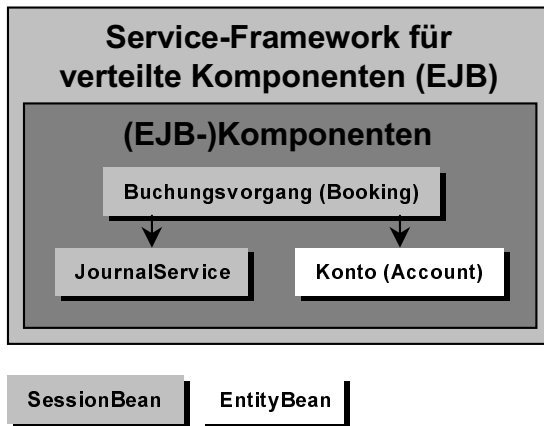 Service-Framework für
verteilte Komponenten (EJB)
(EJB-)Komponenten
Buchungsvorgang (Booking)
JournalService
Konto (Account)
SessionBean
EntityBean